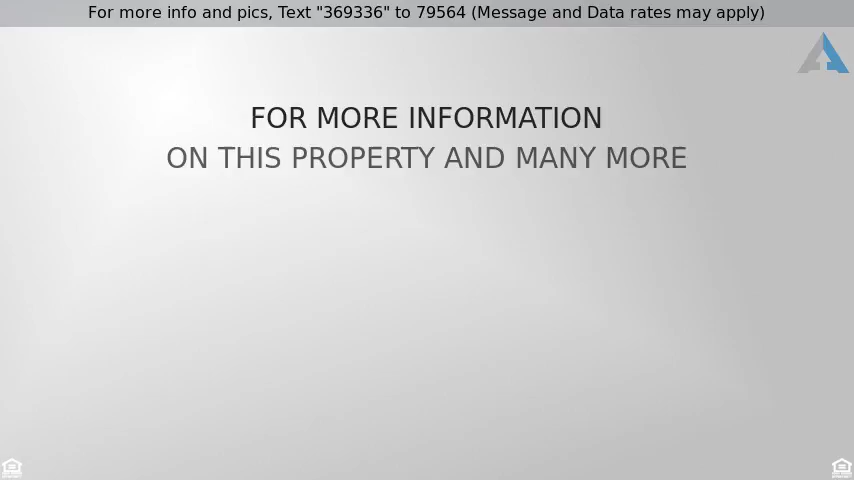 For more info and pics, Text "369336" to 79564 (Message and Data rates may apply)
FOR MORE INFORMATION
ON THIS PROPERTY AND MANY MORE